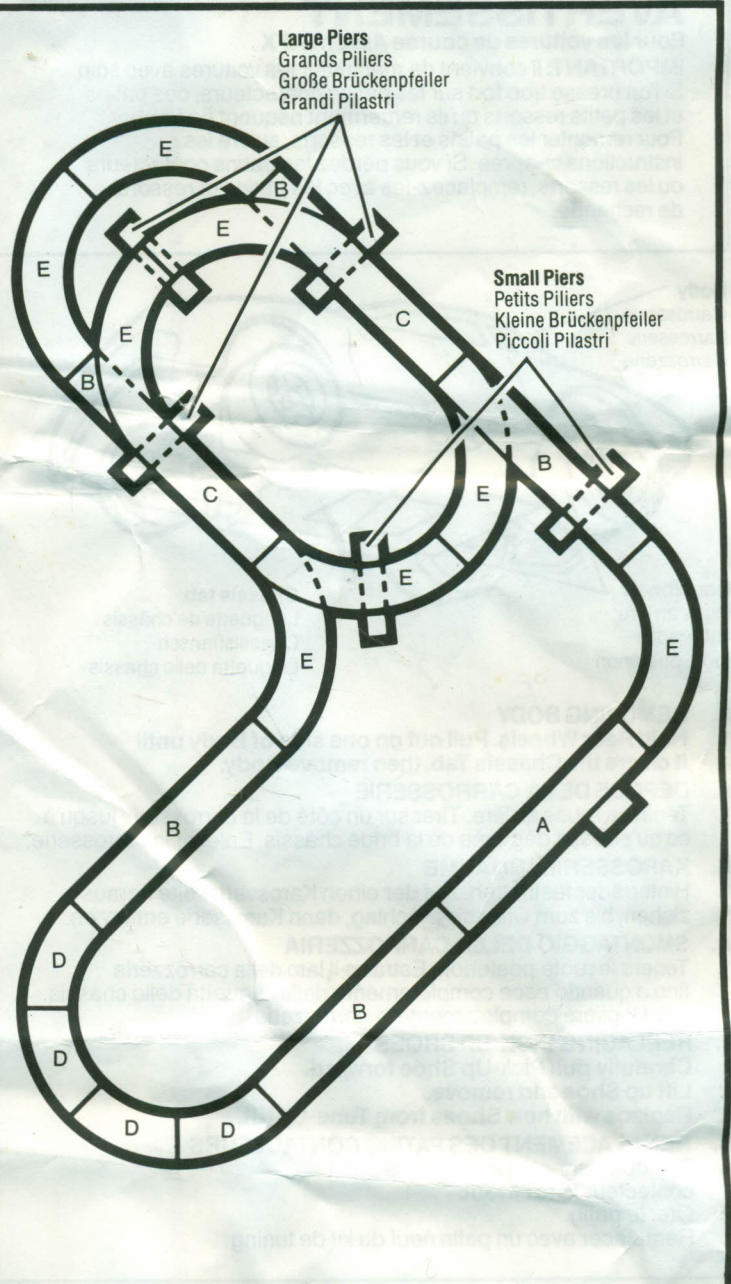 Large Piers
Grands Piliers
Große Brückenpfeiler
Grandi Pilastri
E
B
E
E
Small Piers
Petits Piliers
Kleine Brückenpfeiler
Piccoli Pilastri
C
E
B
B
E
C
E
E
E
B
A
D
B
D
D
D